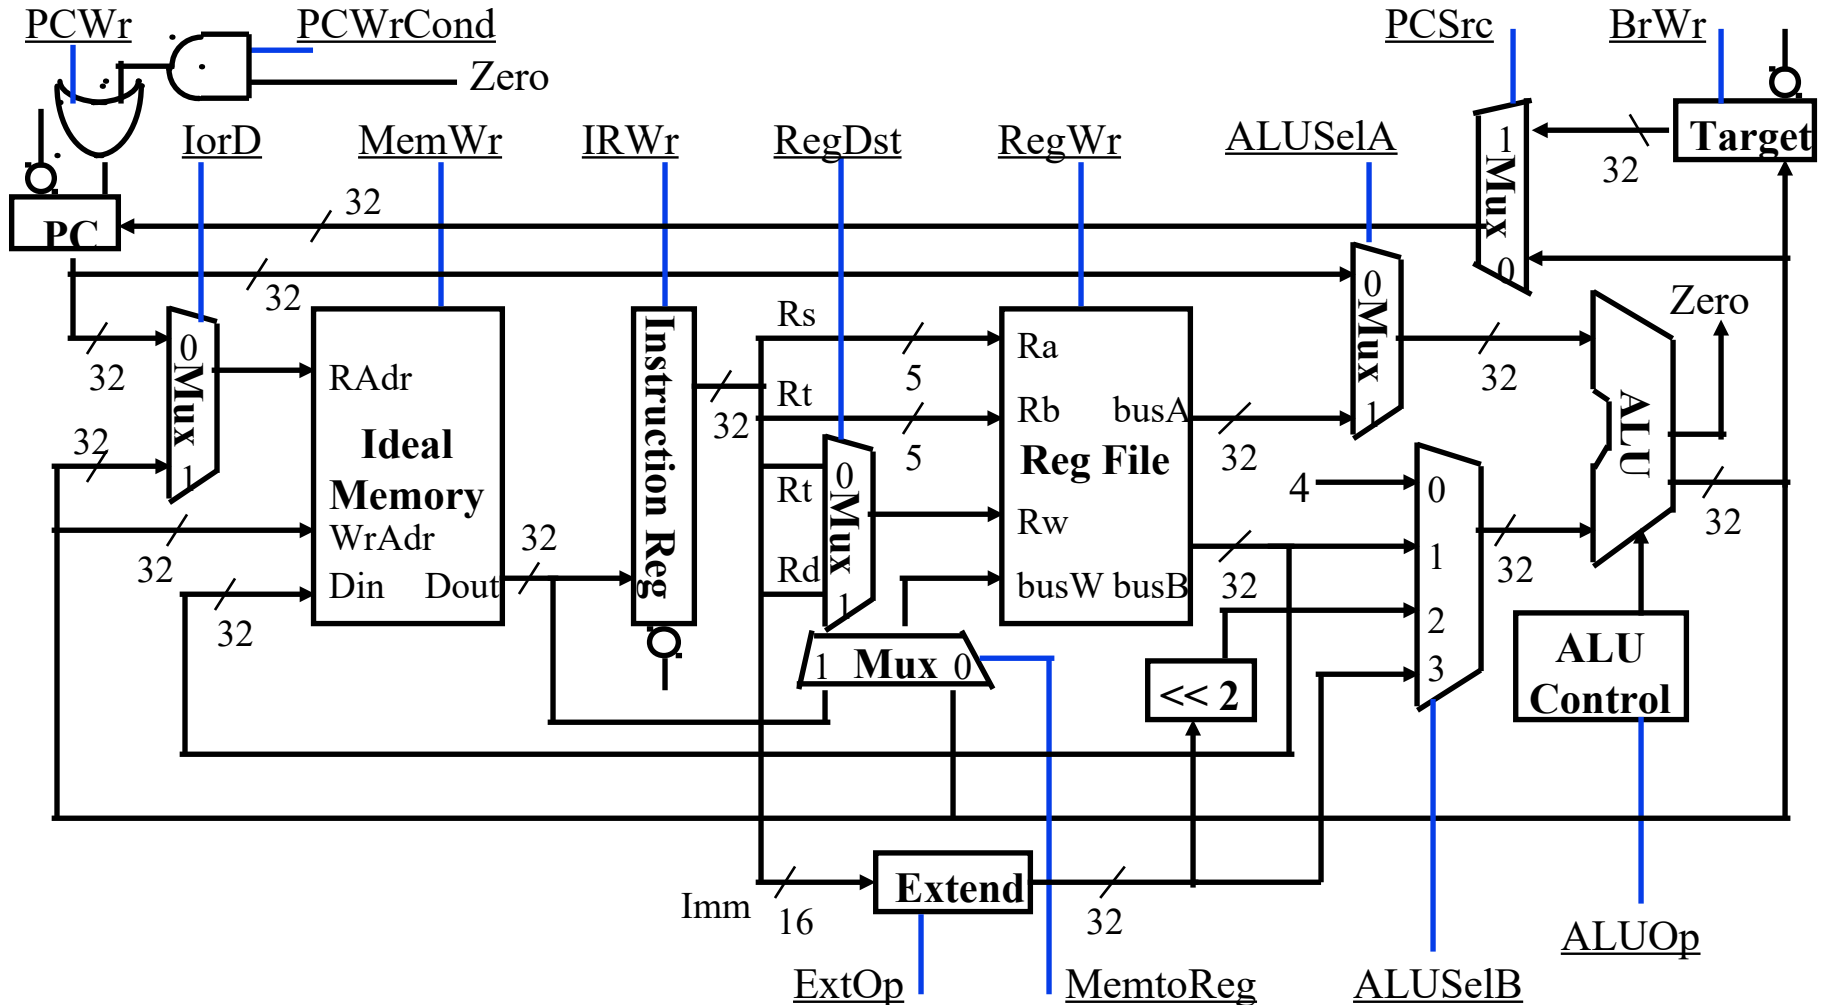 PCWr
PCWrCond
PCSrc
BrWr
Zero
IorD
MemWr
IRWr
RegDst
RegWr
ALUSelA
1
Mux
0
32
Target
32
PC
32
0
Mux
1
Zero
32
0
Mux
1
RAdr
Ideal
Memory
WrAdr
Din
Dout
Instruction Reg
Rs
Rt
5
5
Ra
Rb
busA
Reg File
Rw
busW
busB
32
32
32
32
32
32
32
32
32
ALU
32
32
4
0
1
2
3
Rt
Rd
0
Mux
1
1
Mux
0
<< 2
ALU
Control
Imm
16
Extend
32
ExtOp
MemtoReg
ALUSelB
ALUOp